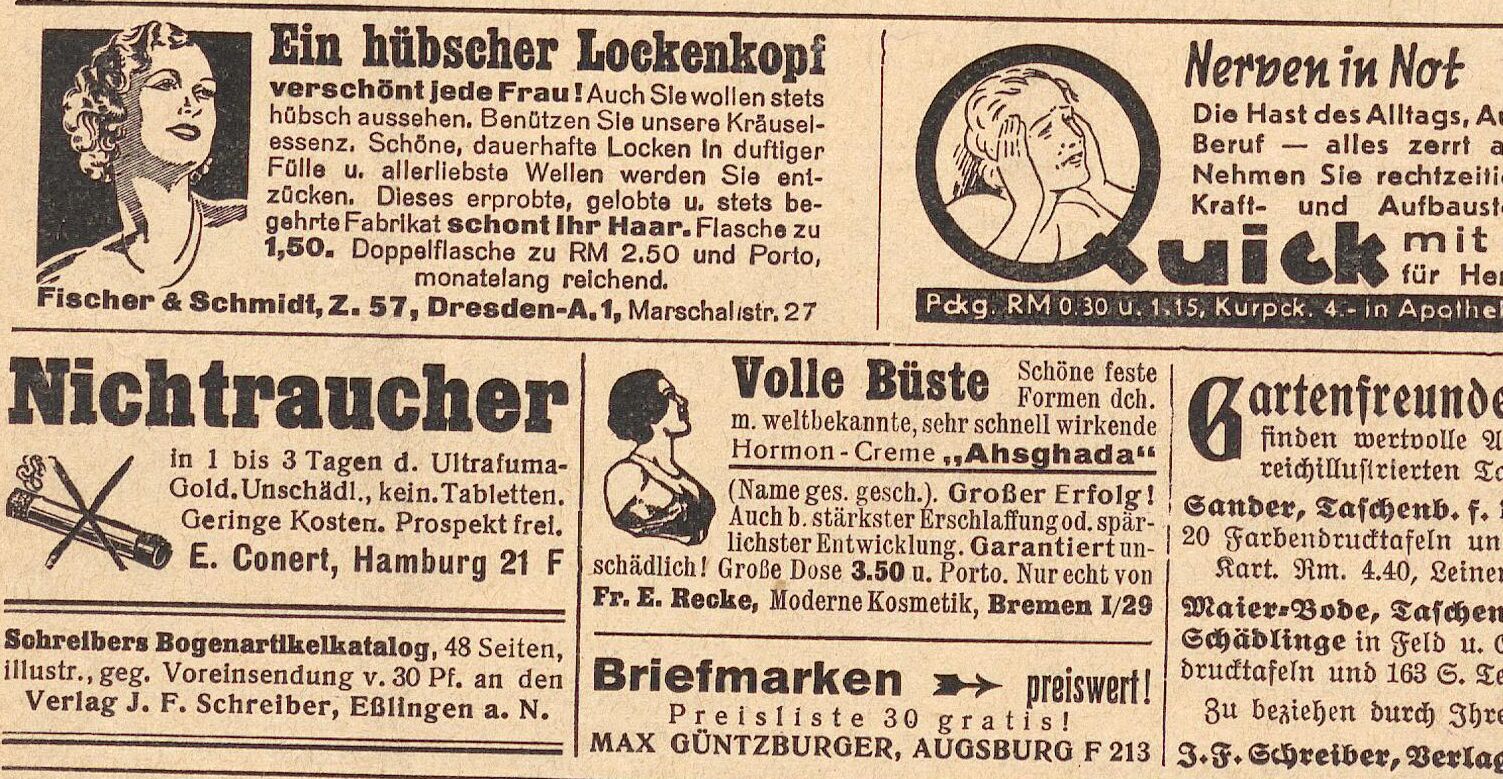 Ein hübscher Lockenkopf
verschönt jede Frau! Auch Sie wollen stets
hübsch aussehen. Benützen Sie unsere Kräusel-
essenz. Schöne, dauerhafte Locken in duftiger
Fülle u. allerliebste Wellen werden Sie ent-
zücken. Dieses erprobte, gelobte u. stets be-
gehrte Fabrikat schont Ihr Haar. Flasche zu
1,50. Doppelflasche zu RM 2.50 und Porto,
monatelang reichend.
Fischer & Schmidt, Z. 57, Dresden-A. 1, Marschallstr. 27
Nerven in Not
Die Hast des Alltags,
Beruf — alles zerrt
Nehmen Sie
Kraft- und
Quick mit
für
Pckg. RM 0.30 u. 1.15, Kurpck. 4.- in
Nichtraucher
in 1 bis 3 Tagen d. Ultrafuma-
Gold. Unschädl., kein. Tabletten.
Geringe Kosten. Prospekt frei.
E. Conert, Hamburg 21 F
Schreibers Bogenartikelkatalog, 48 Seiten,
illustr., geg. Voreinsendung v. 30 Pf. an den
Verlag J. F. Schreiber, Eßlingen a. N.
Volle Büste Schöne feste
Formen dch.
m. weltbekannte, sehr schnell wirkende
Hormon-Creme „Ahsghada“
(Name ges. gesch.). Großer Erfolg!
Auch b. stärkster Erschlaffung od. spär-
lichster Entwicklung. Garantiert un-
schädlich! Große Dose 3.50 u. Porto. Nur echt von
Fr. E. Recke, Moderne Kosmetik, Bremen I/29
Briefmarken preiswert!
Preisliste 30 gratis!
MAX GÜNTZBURGER, AUGSBURG F 213
Gartenfreunde
finden wertvolle
reichillustrierten
Sander, Taschenb. f.
20 Farbendrucktafeln
Kart. Rm. 4.40,
Maier-Bode,
Schädlinge in Feld u.
drucktafeln und 163 S.
Zu beziehen durch
J. F. Schreiber, Verlag